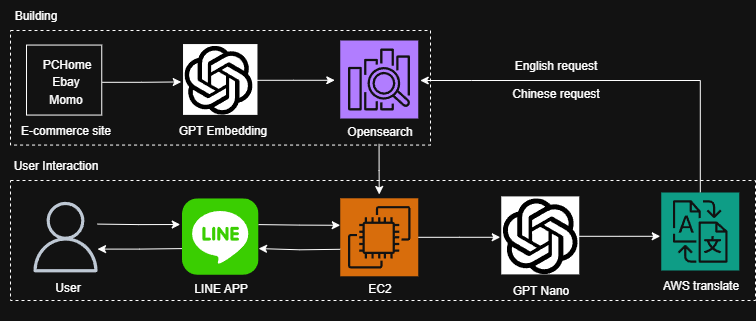 Building
PCHome
Ebay
Momo
E-commerce site
GPT Embedding
Opensearch
English request
Chinese request
User Interaction
LINE
A
文
User
LINE APP
EC2
GPT Nano
AWS translate